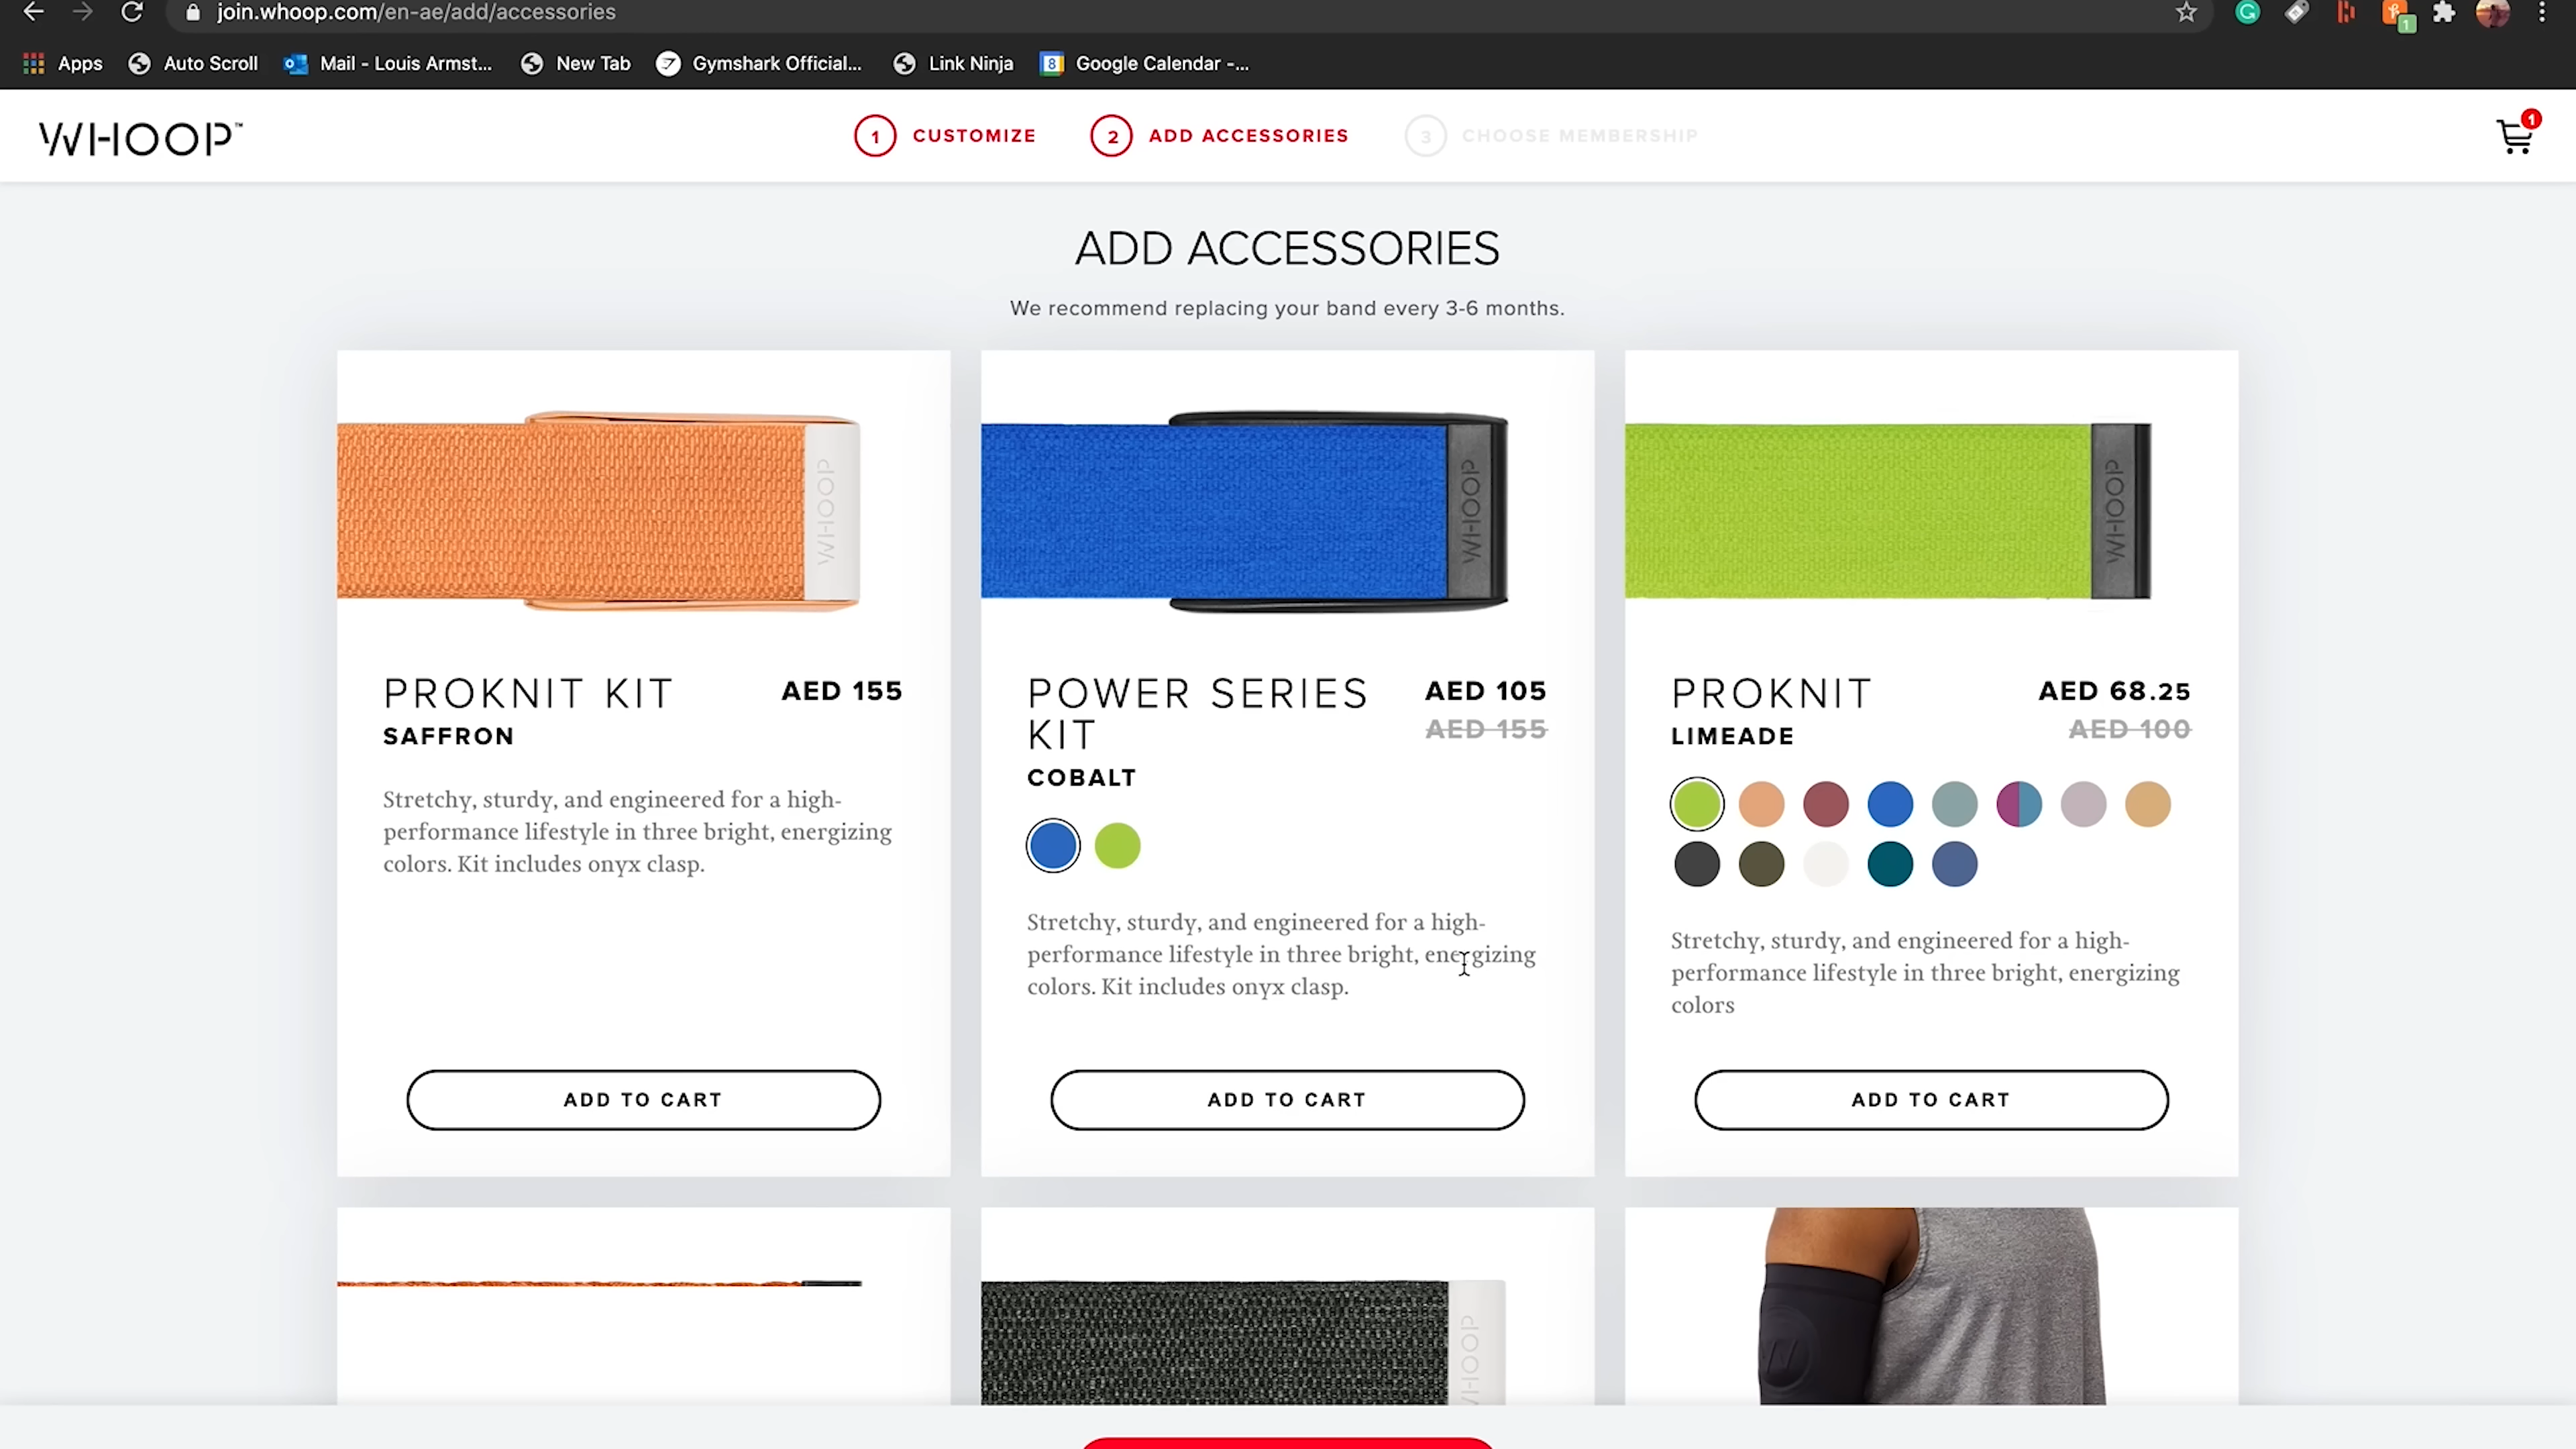 join.whoop.com/en-ae/add/accessories
1
Apps
Auto Scroll
Mail - Louis Armst...
New Tab
Gymshark Official...
Link Ninja
8
Google Calendar -...
WHOOP™
1 CUSTOMIZE
2 ADD ACCESSORIES
3 CHOOSE MEMBERSHIP
1
ADD ACCESSORIES
We recommend replacing your band every 3-6 months.
WHOOP
PROKNIT KIT
AED 155
SAFFRON
Stretchy, sturdy, and engineered for a high-
performance lifestyle in three bright, energizing
colors. Kit includes onyx clasp.
ADD TO CART
WHOOP
POWER SERIES
KIT
AED 105
AED 155
COBALT
Stretchy, sturdy, and engineered for a high-
performance lifestyle in three bright, energizing
colors. Kit includes onyx clasp.
ADD TO CART
WHOOP
PROKNIT
AED 68.25
AED 100
LIMEADE
Stretchy, sturdy, and engineered for a high-
performance lifestyle in three bright, energizing
colors
ADD TO CART
WHOOP